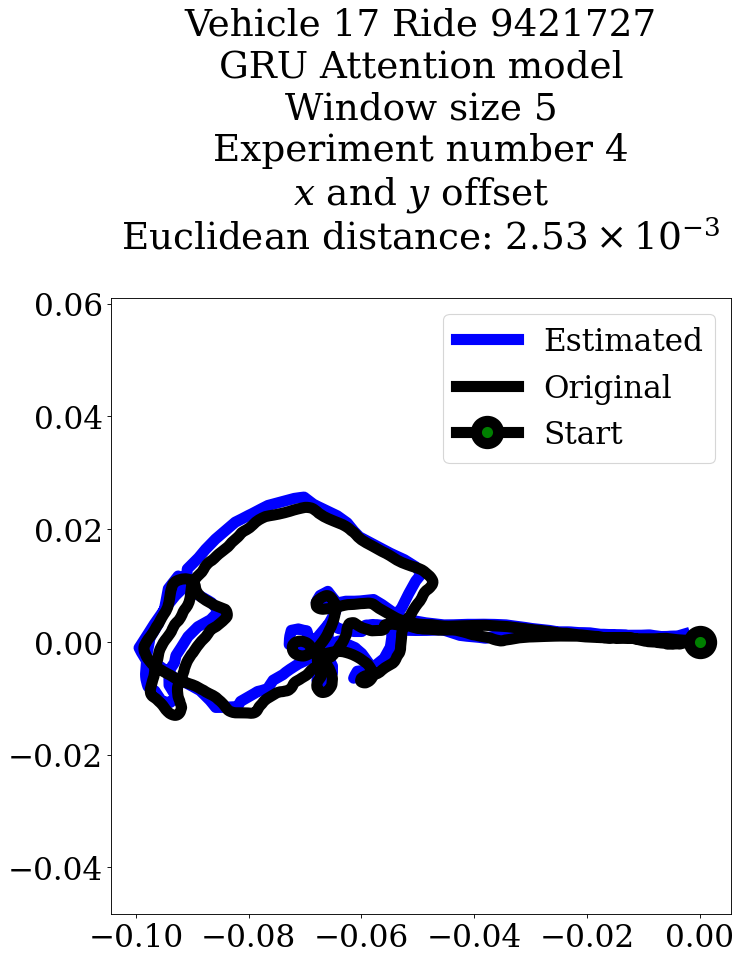 Vehicle 17 Ride 9421727
GRU Attention model
Window size 5
Experiment number 4
x and y offset
Euclidean distance: 2.53 × 10⁻³
0.06
0.04
0.02
0.00
−0.02
−0.04
Estimated
Original
Start
−0.10 −0.08 −0.06 −0.04 −0.02 0.00